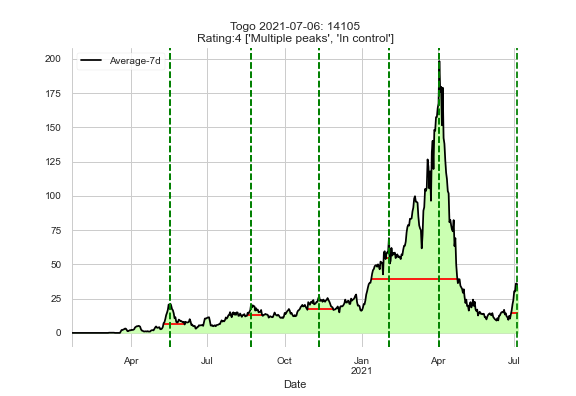 Togo 2021-07-06: 14105
Rating:4 ['Multiple peaks', 'In control']
Average-7d
200
175
150
125
100
75
50
25
0
Apr
Jul
Oct
Jan
2021
Apr
Jul
Date